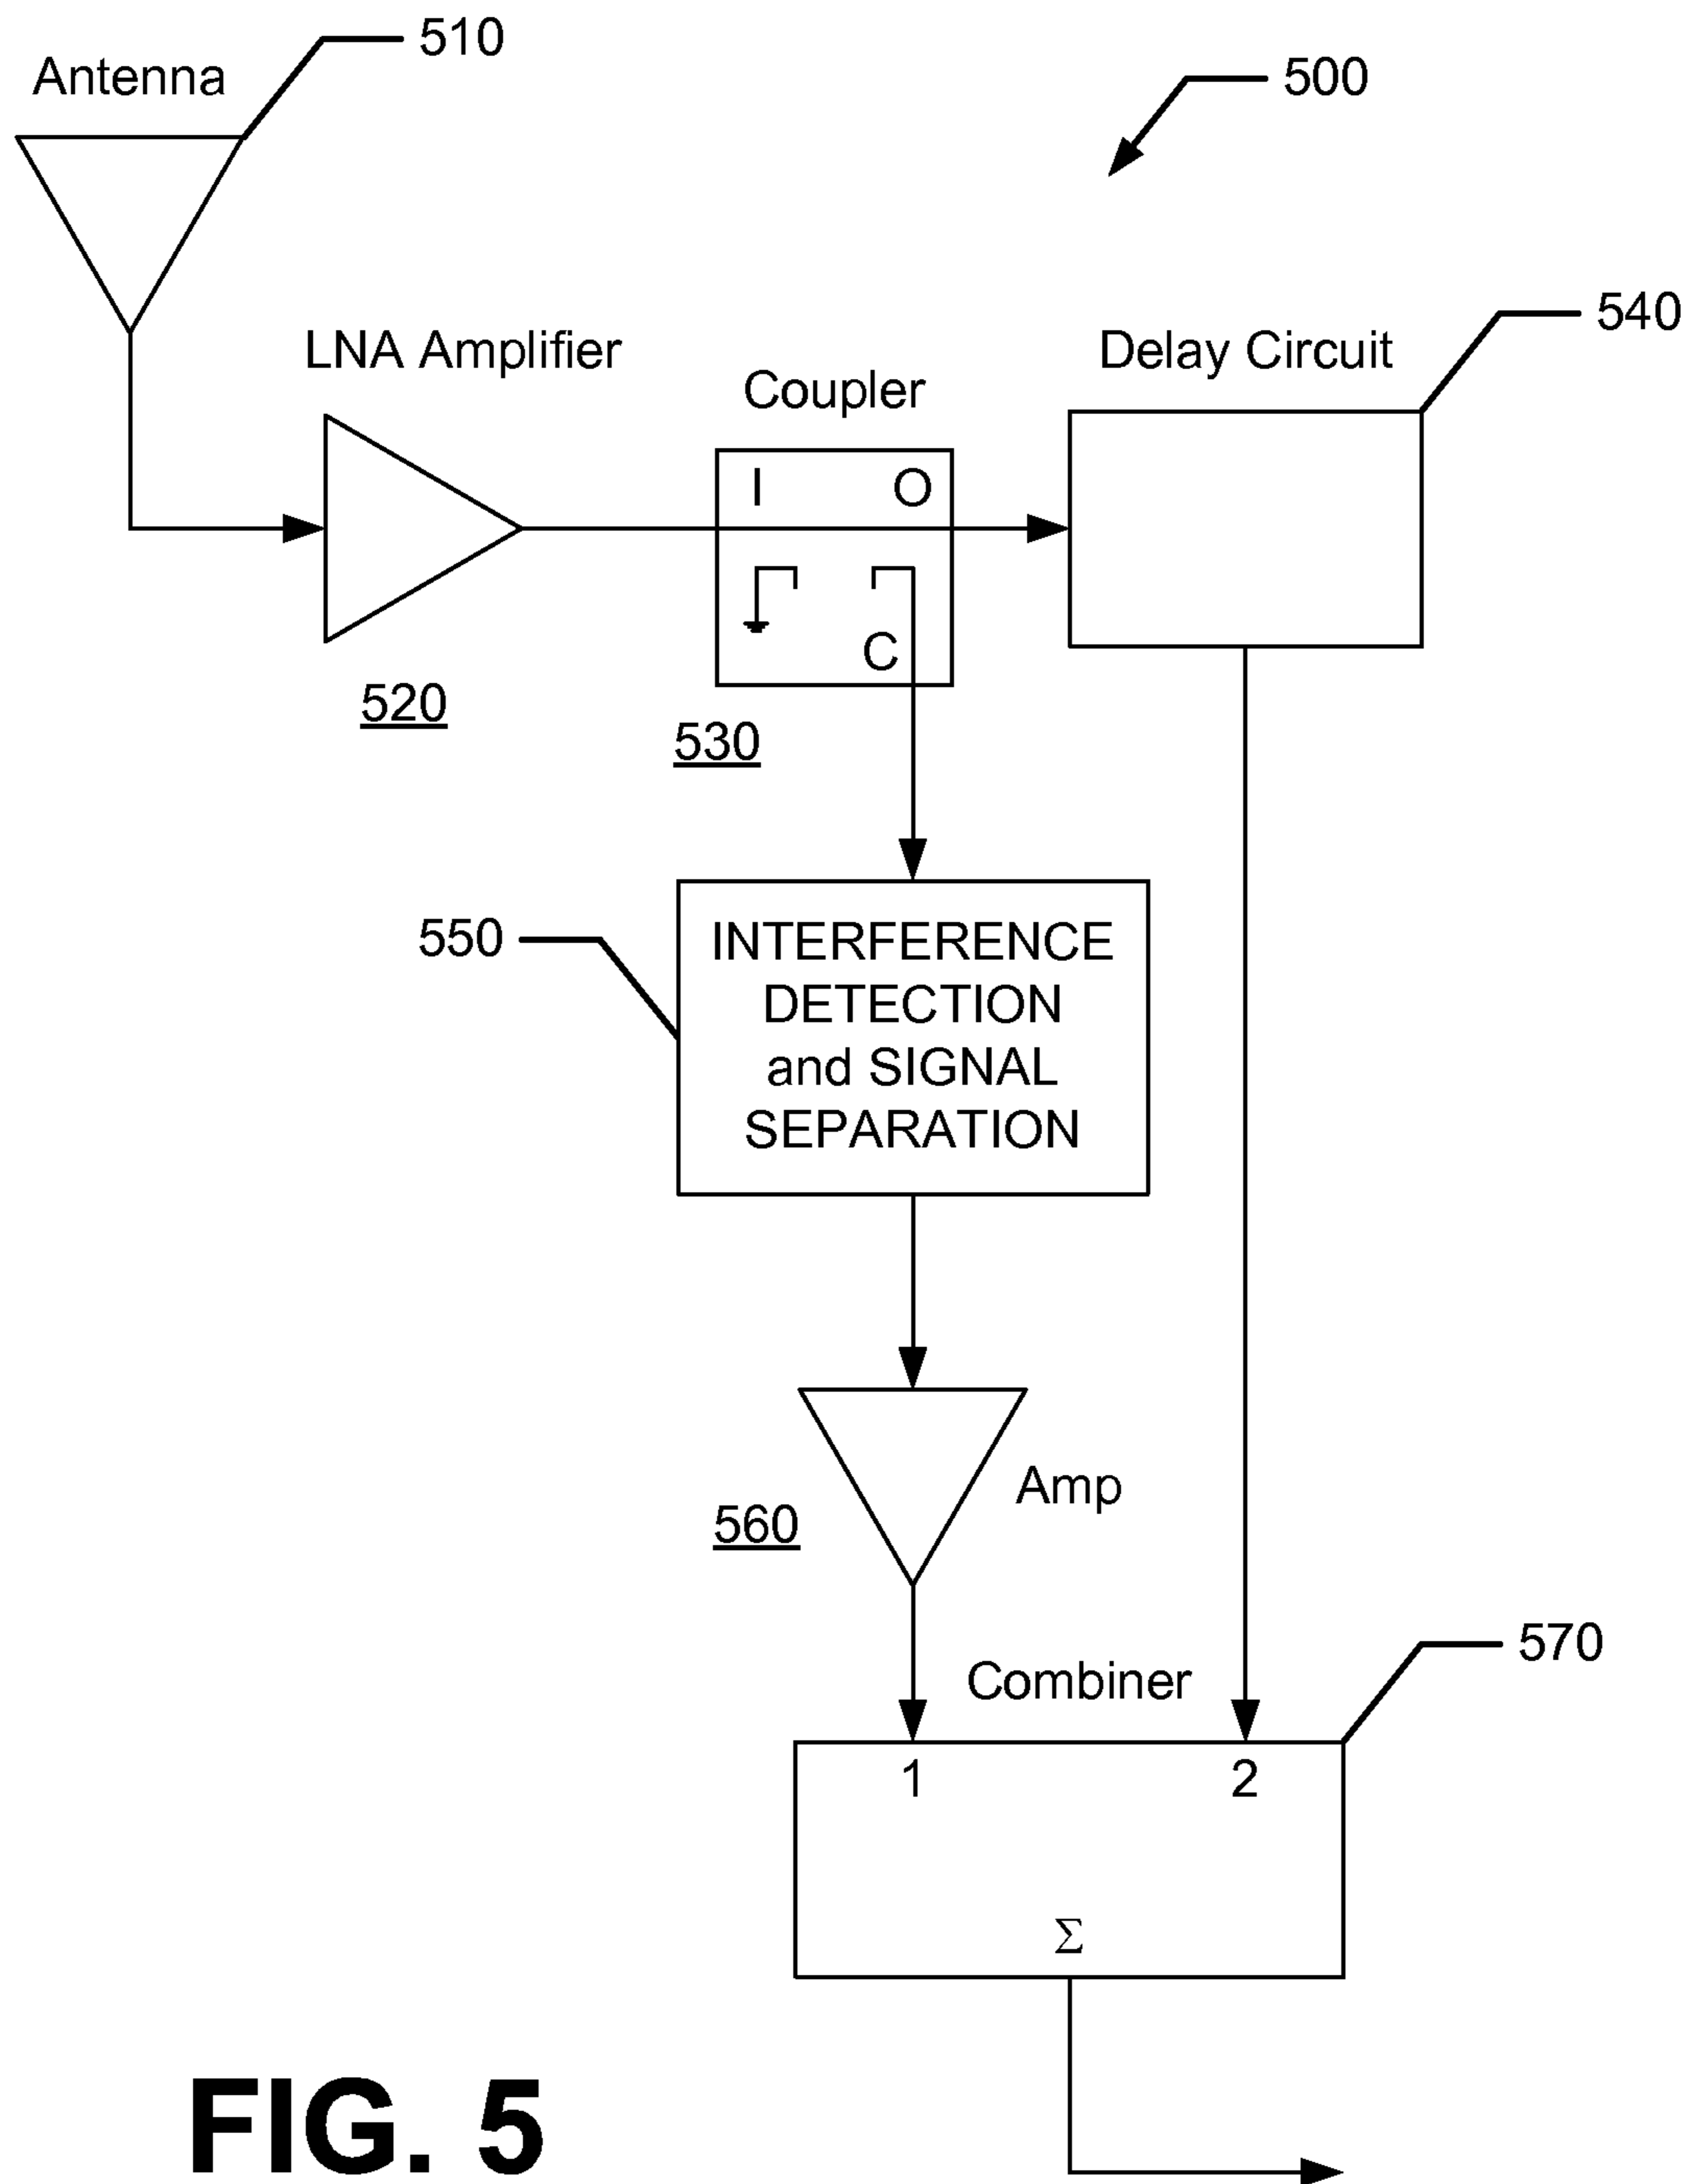 510
Antenna
500
540
LNA Amplifier
Delay Circuit
Coupler
I O
C
520
530
550
INTERFERENCE
DETECTION
and SIGNAL
SEPARATION
Amp
560
570
Combiner
1 2
Σ
FIG. 5